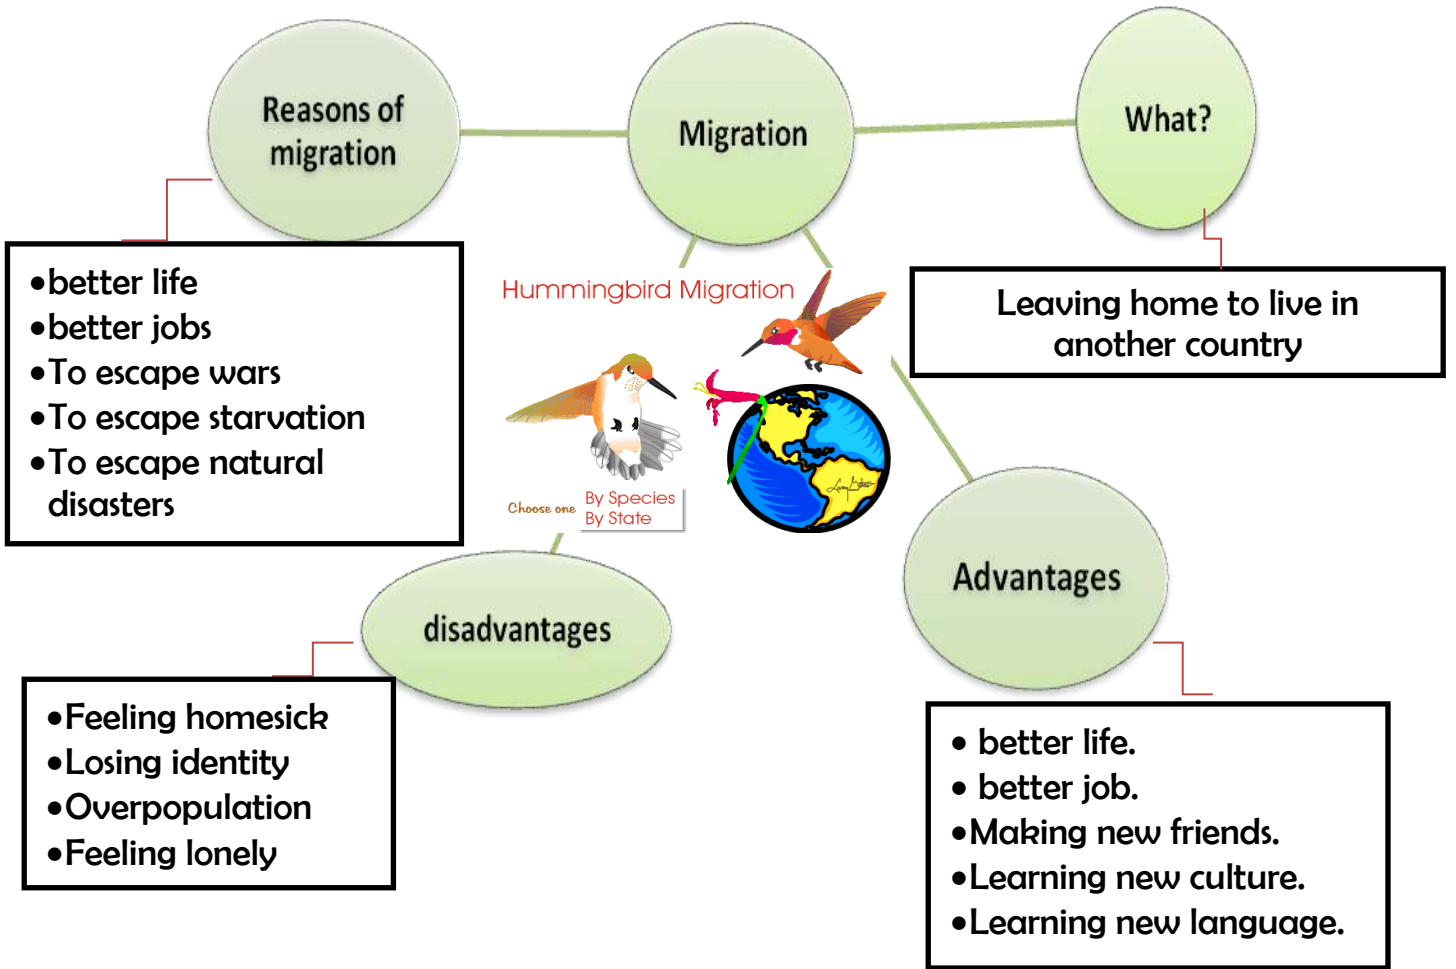 Reasons of
migration
Migration
What?
•better life
•better jobs
•To escape wars
•To escape starvation
•To escape natural
disasters
Hummingbird Migration
Choose one
By Species
By State
Leaving home to live in
another country
disadvantages
•Feeling homesick
•Losing identity
•Overpopulation
•Feeling lonely
Advantages
• better life.
• better job.
•Making new friends.
•Learning new culture.
•Learning new language.